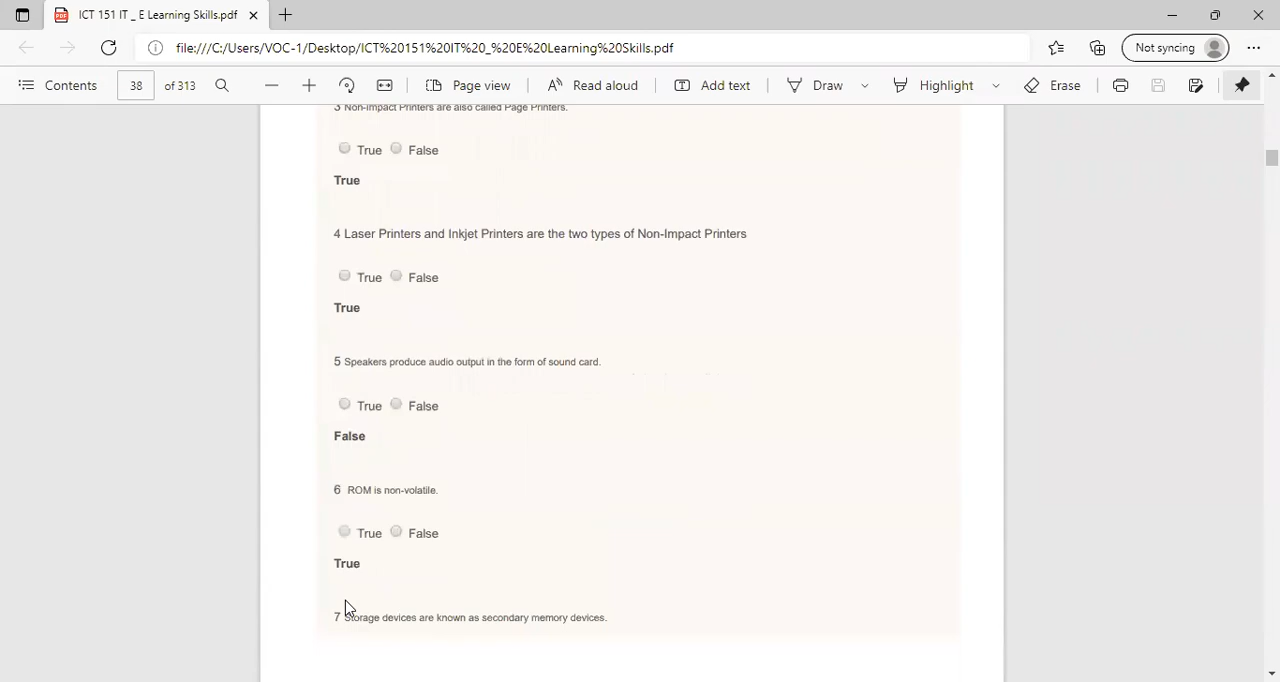 ICT 151 IT _ E Learning Skills.pdf
file:///C:/Users/VOC-1/Desktop/ICT%20151%20IT%20_%20E%20Learning%20Skills.pdf
Not syncing
Contents 38 of 313 Page view Read aloud Add text Draw Highlight Erase
3 Non-Impact Printers are also called Page Printers.
True False
True
4 Laser Printers and Inkjet Printers are the two types of Non-Impact Printers
True False
True
5 Speakers produce audio output in the form of sound card.
True False
False
6 ROM is non-volatile.
True False
True
7 Storage devices are known as secondary memory devices.